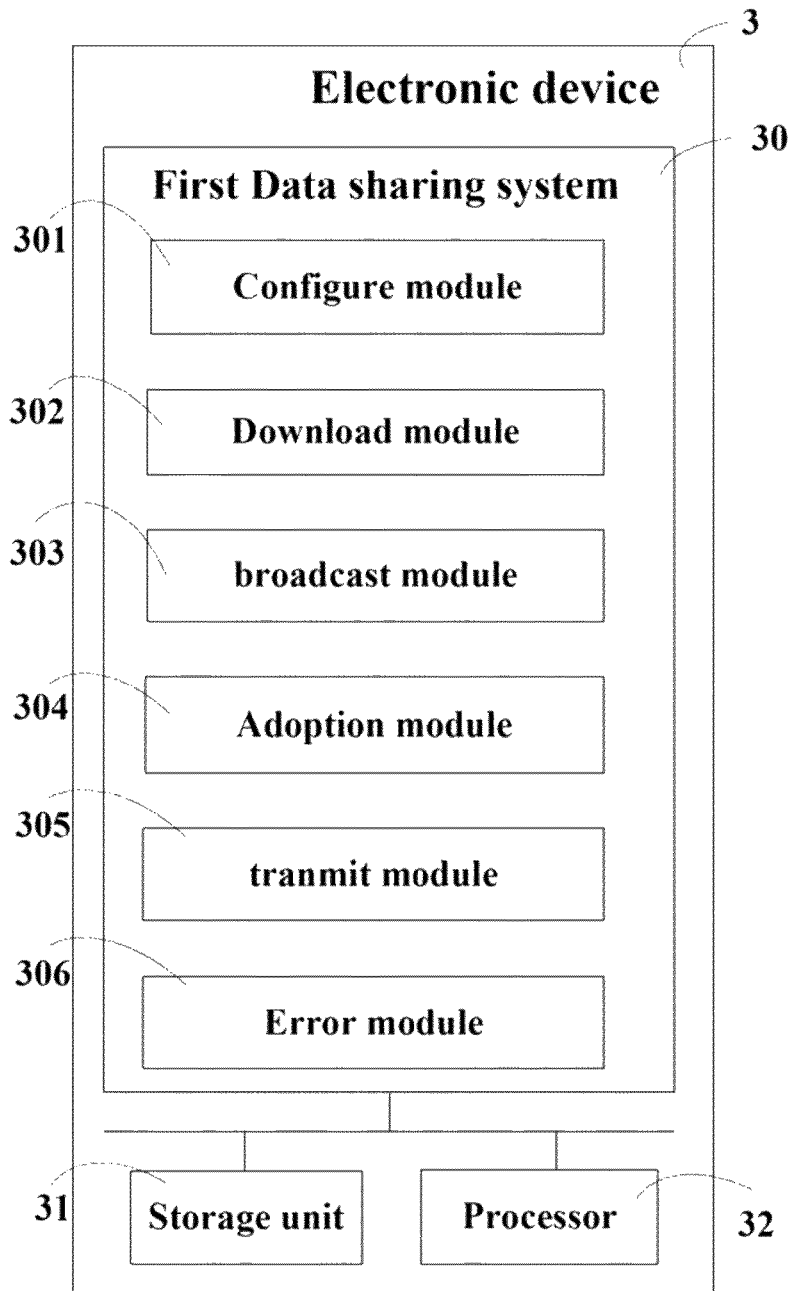 3
Electronic device
30
First Data sharing system
301
Configure module
302
Download module
303
broadcast module
304
Adoption module
305
tranmit module
306
Error module
31
Storage unit
Processor
32